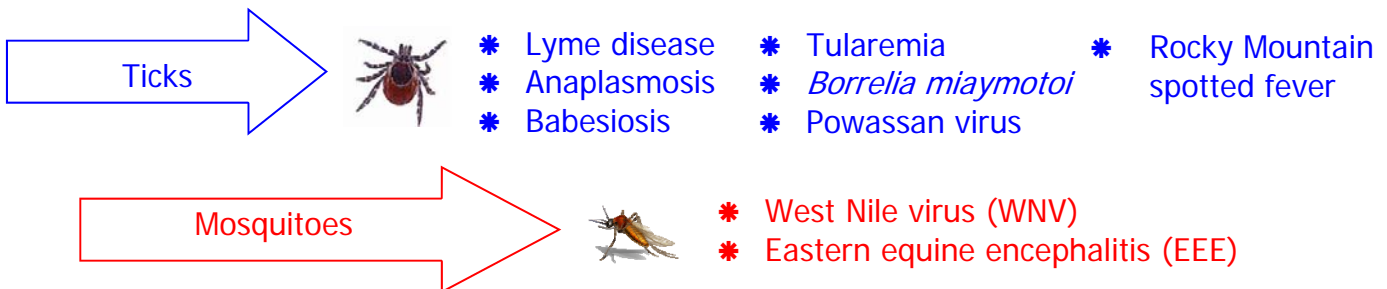 Ticks
Lyme disease
Anaplasmosis
Babesiosis
Tularemia
Borrelia miaymotoi
Powassan virus
Rocky Mountain
spotted fever
Mosquitoes
West Nile virus (WNV)
Eastern equine encephalitis (EEE)